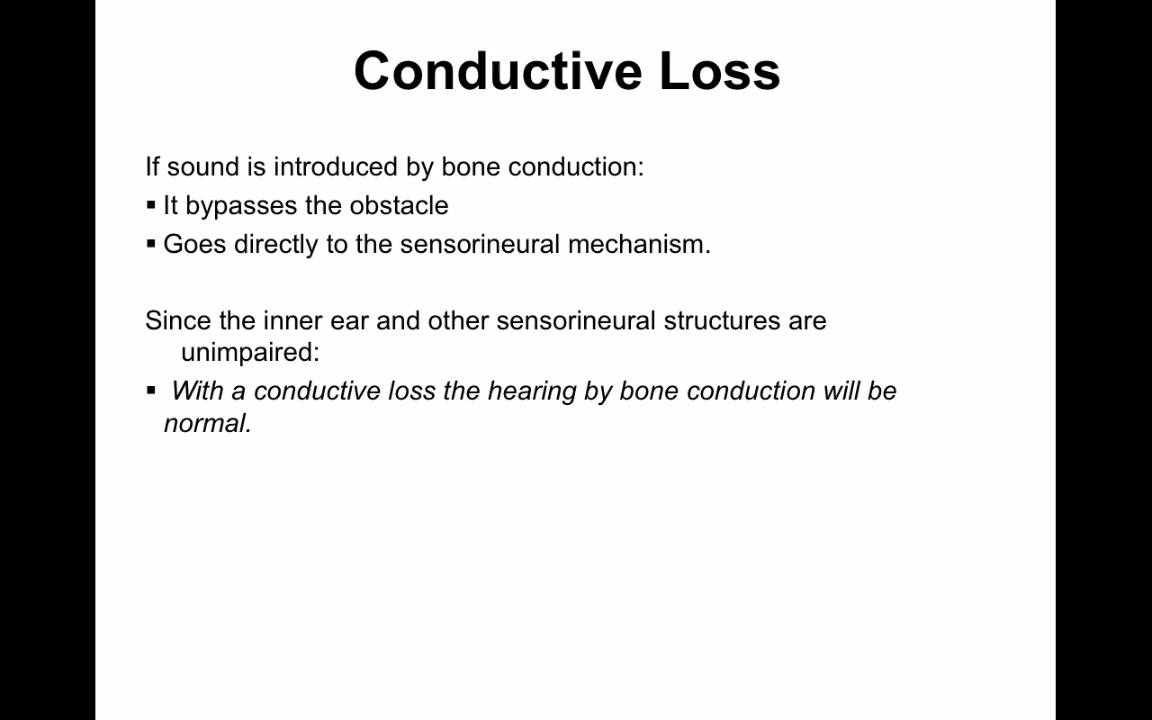 Conductive Loss
If sound is introduced by bone conduction:
▪ It bypasses the obstacle
▪ Goes directly to the sensorineural mechanism.
Since the inner ear and other sensorineural structures are
unimpaired:
▪ With a conductive loss the hearing by bone conduction will be
normal.